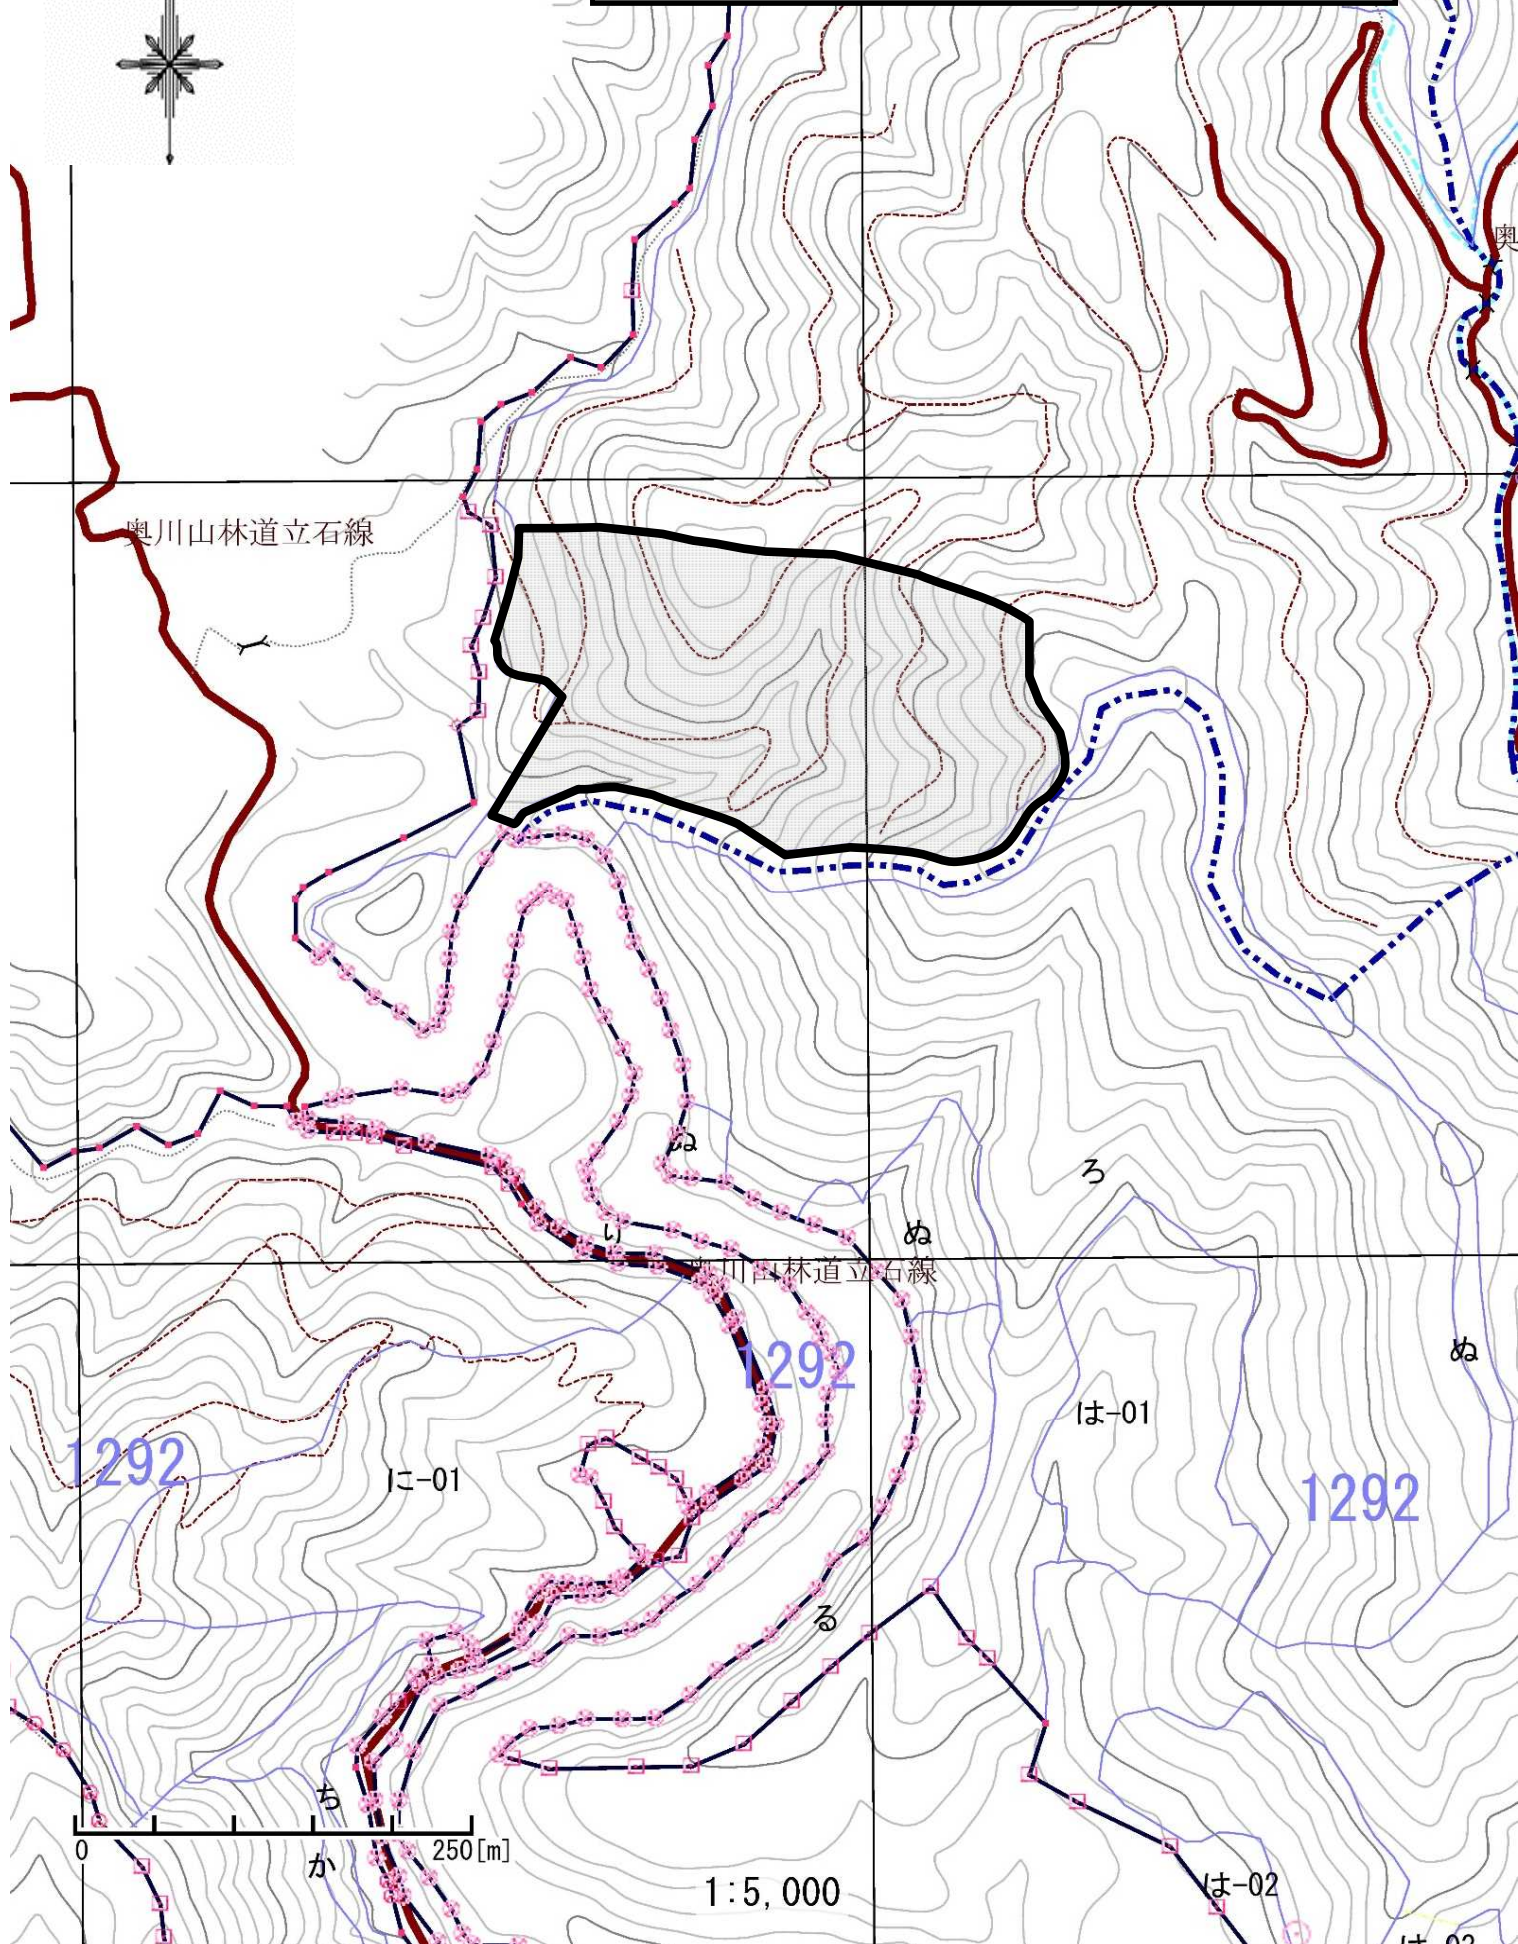 奥
奥川山林道立石線
ぬ
ろ
り
ぬ
奥川山林道立石線
1292
ぬ
は-01
1292
に-01
1292
る
ち
0
250[m]
か
1:5,000
は-02